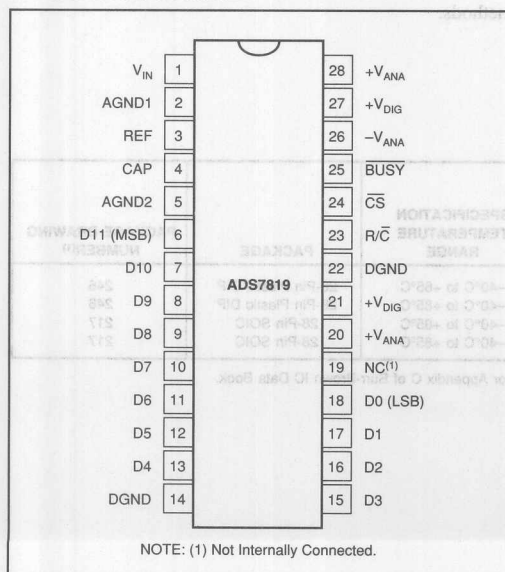 V_IN 1 28 +V_ANA
AGND1 2 27 +V_DIG
REF 3 26 –V_ANA
CAP 4 25 B̅U̅S̅Y̅
AGND2 5 24 C̅S̅
D11 (MSB) 6 23 R/C̅
D10 7 22 DGND
ADS7819
D9 8 21 +V_DIG
D8 9 20 +V_ANA
D7 10 19 NC(1)
D6 11 18 D0 (LSB)
D5 12 17 D1
D4 13 16 D2
DGND 14 15 D3
NOTE: (1) Not Internally Connected.